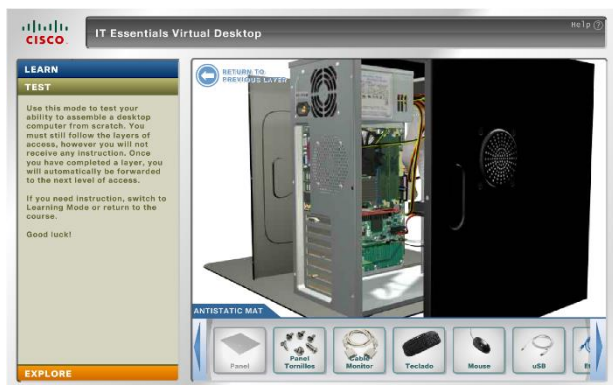 CISCO
IT Essentials Virtual Desktop
Help ?
LEARN
TEST
Use this mode to test your
ability to assemble a desktop
computer from scratch. You
must still follow the layers of
access, however you will not
receive any instruction. Once
you have completed a layer, you
will automatically be forwarded
to the next level of access.
If you need instruction, switch to
Learning Mode or return to the
course.
Good luck!
EXPLORE
RETURN TO
PREVIOUS LAYER
ANTISTATIC MAT
Panel
Panel
Tornillos
Cable
Monitor
Teclado
Mouse
uSB